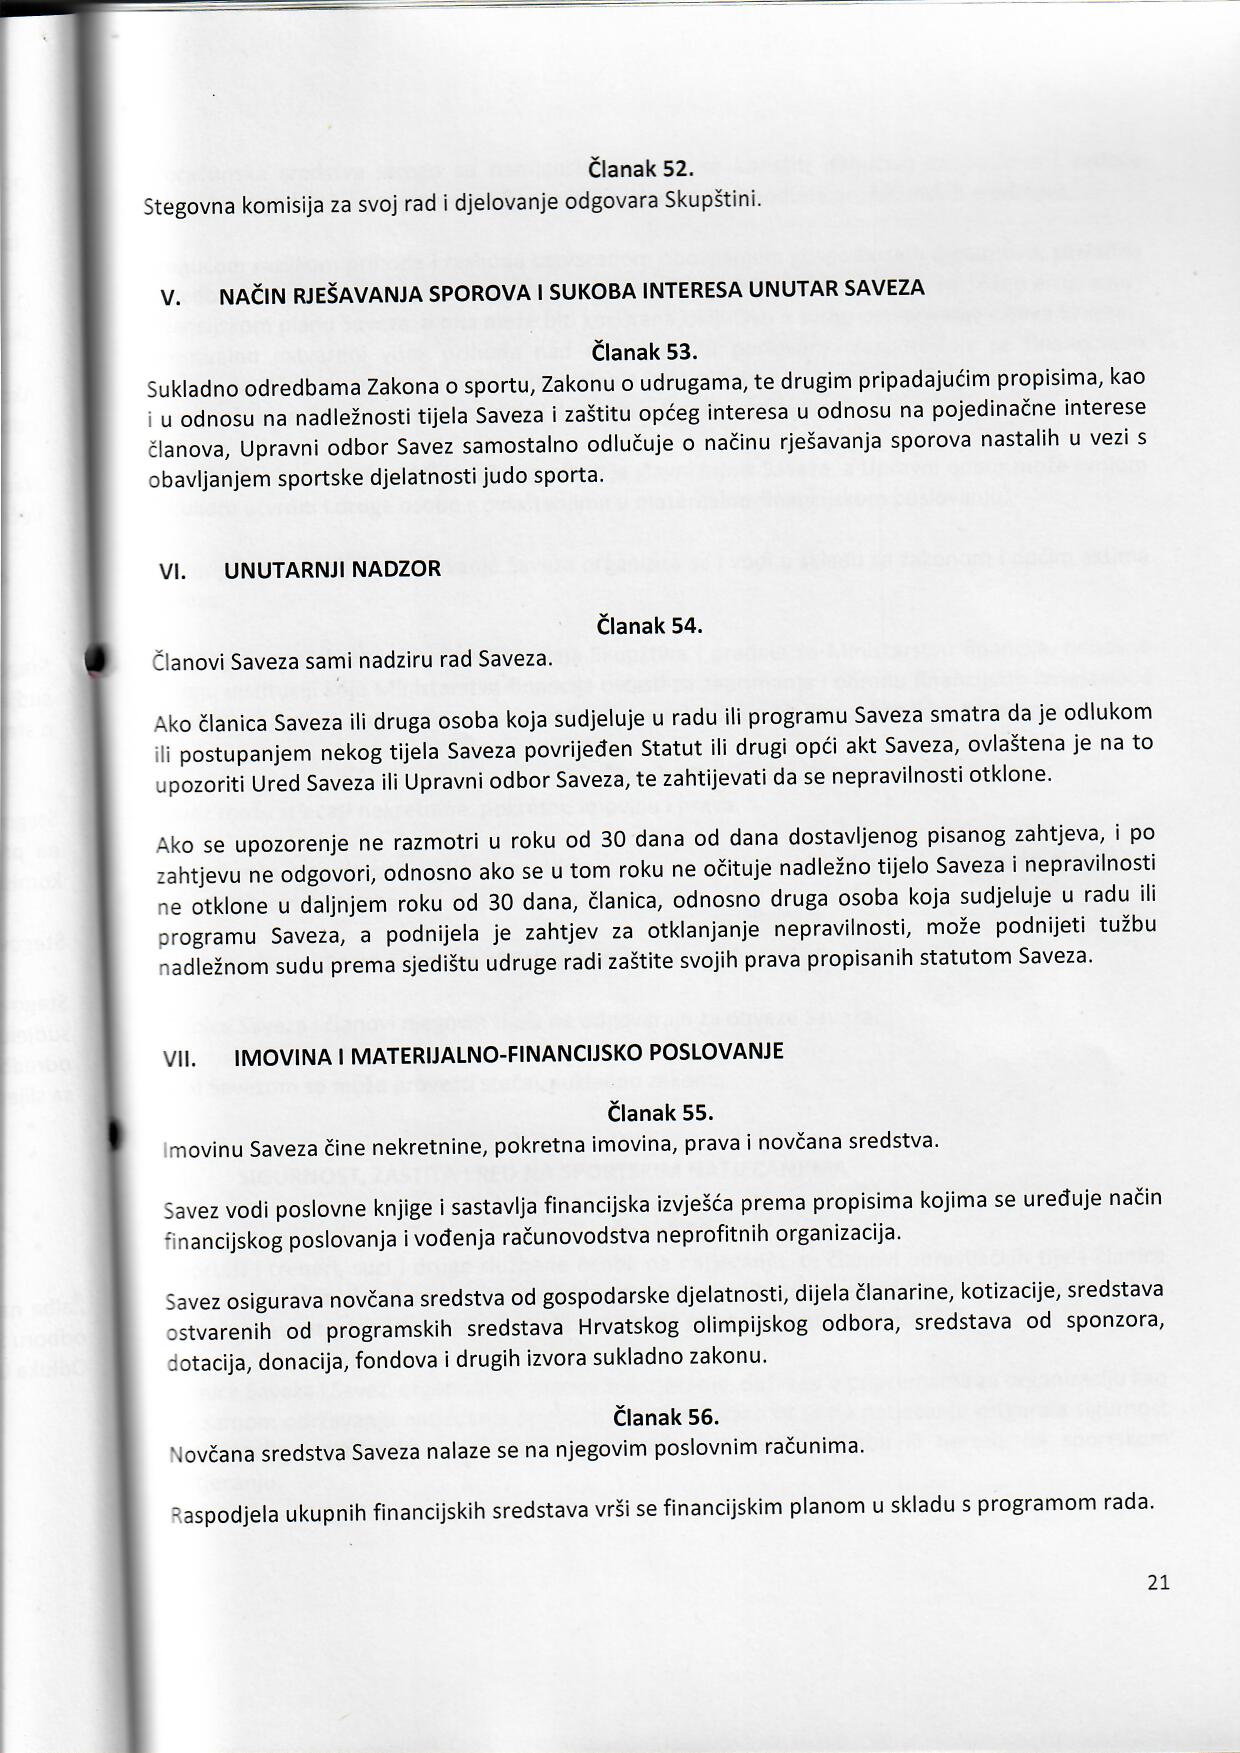 Članak 52.
Stegovna komisija za svoj rad i djelovanje odgovara Skupštini.
V. NAČIN RJEŠAVANJA SPOROVA I SUKOBA INTERESA UNUTAR SAVEZA
Članak 53.
Sukladno odredbama Zakona o sportu, Zakonu o udrugama, te drugim pripadajućim propisima, kao
i u odnosu na nadležnosti tijela Saveza i zaštitu općeg interesa u odnosu na pojedinačne interese
članova, Upravni odbor Savez samostalno odlučuje o načinu rješavanja sporova nastalih u vezi s
obavljanjem sportske djelatnosti judo sporta.
VI. UNUTARNJI NADZOR
Članak 54.
Članovi Saveza sami nadziru rad Saveza.
Ako članica Saveza ili druga osoba koja sudjeluje u radu ili programu Saveza smatra da je odlukom
ili postupanjem nekog tijela Saveza povrijeđen Statut ili drugi opći akt Saveza, ovlaštena je na to
upozoriti Ured Saveza ili Upravni odbor Saveza, te zahtijevati da se nepravilnosti otklone.
Ako se upozorenje ne razmotri u roku od 30 dana od dana dostavljenog pisanog zahtjeva, i po
zahtjevu ne odgovori, odnosno ako se u tom roku ne očituje nadležno tijelo Saveza i nepravilnosti
ne otklone u daljnjem roku od 30 dana, članica, odnosno druga osoba koja sudjeluje u radu ili
programu Saveza, a podnijela je zahtjev za otklanjanje nepravilnosti, može podnijeti tužbu
nadležnom sudu prema sjedištu udruge radi zaštite svojih prava propisanih statutom Saveza.
VII. IMOVINA I MATERIJALNO-FINANCIJSKO POSLOVANJE
Članak 55.
Imovinu Saveza čine nekretnine, pokretna imovina, prava i novčana sredstva.
Savez vodi poslovne knjige i sastavlja financijska izvješća prema propisima kojima se uređuje način
financijskog poslovanja i vođenja računovodstva neprofitnih organizacija.
Savez osigurava novčana sredstva od gospodarske djelatnosti, dijela članarine, kotizacije, sredstava
ostvarenih od programskih sredstava Hrvatskog olimpijskog odbora, sredstava od sponzora,
dotacija, donacija, fondova i drugih izvora sukladno zakonu.
Članak 56.
Novčana sredstva Saveza nalaze se na njegovim poslovnim računima.
Raspodjela ukupnih financijskih sredstava vrši se financijskim planom u skladu s programom rada.
21